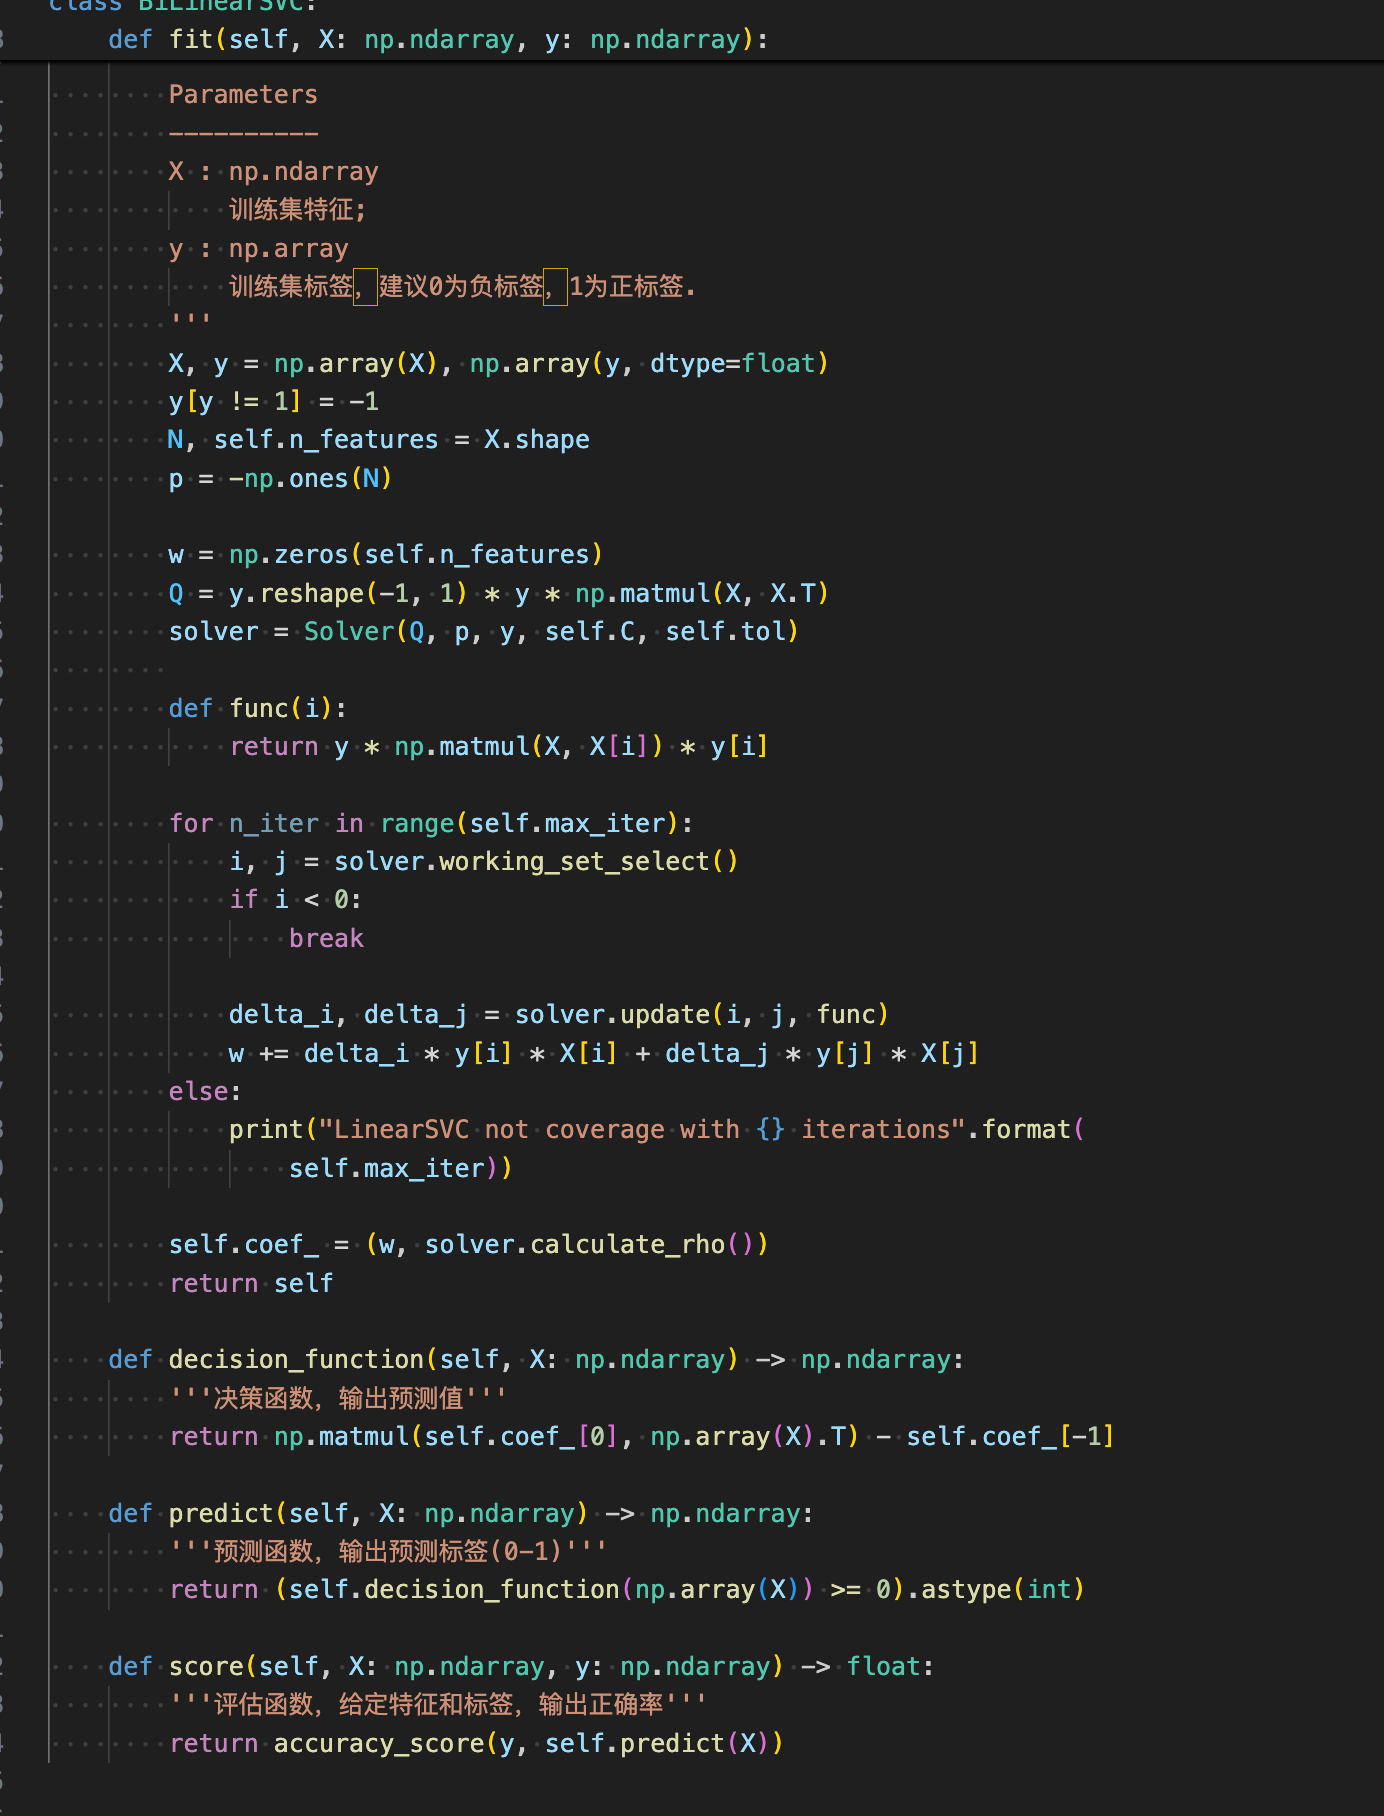 class BiLinearSVC:
    def fit(self, X: np.ndarray, y: np.ndarray):
        Parameters
        ----------
        X : np.ndarray
            训练集特征;
        y : np.array
            训练集标签，建议0为负标签，1为正标签.
        '''
        X, y = np.array(X), np.array(y, dtype=float)
        y[y != 1] = -1
        N, self.n_features = X.shape
        p = -np.ones(N)

        w = np.zeros(self.n_features)
        Q = y.reshape(-1, 1) * y * np.matmul(X, X.T)
        solver = Solver(Q, p, y, self.C, self.tol)

        def func(i):
            return y * np.matmul(X, X[i]) * y[i]

        for n_iter in range(self.max_iter):
            i, j = solver.working_set_select()
            if i < 0:
                break

            delta_i, delta_j = solver.update(i, j, func)
            w += delta_i * y[i] * X[i] + delta_j * y[j] * X[j]
        else:
            print("LinearSVC not coverage with {} iterations".format(
                self.max_iter))

        self.coef_ = (w, solver.calculate_rho())
        return self

    def decision_function(self, X: np.ndarray) -> np.ndarray:
        '''决策函数，输出预测值'''
        return np.matmul(self.coef_[0], np.array(X).T) - self.coef_[-1]

    def predict(self, X: np.ndarray) -> np.ndarray:
        '''预测函数，输出预测标签(0-1)'''
        return (self.decision_function(np.array(X)) >= 0).astype(int)

    def score(self, X: np.ndarray, y: np.ndarray) -> float:
        '''评估函数，给定特征和标签，输出正确率'''
        return accuracy_score(y, self.predict(X))